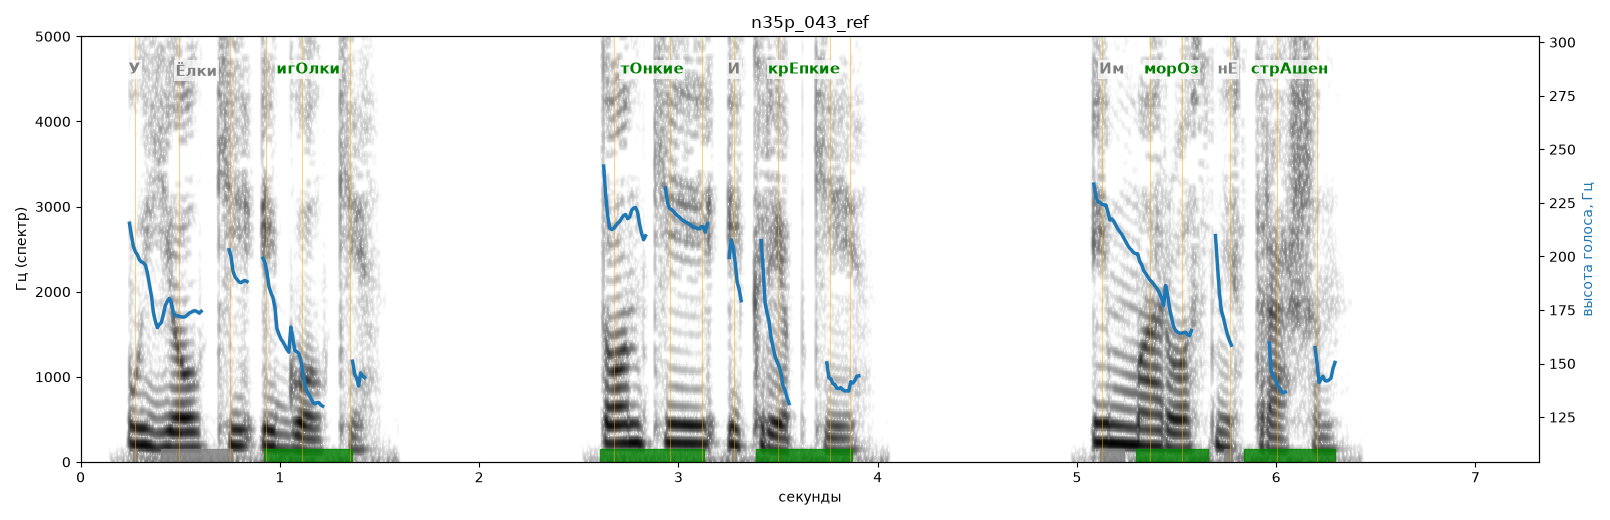 n35p_043_ref
У Ёлки игОлки тОнкие И крЕпкие Им морОз нЕ стрАшен
5000 4000 3000 2000 1000 0
Гц (спектр)
300 275 250 225 200 175 150 125
высота голоса, Гц
0 1 2 3 4 5 6 7
секунды